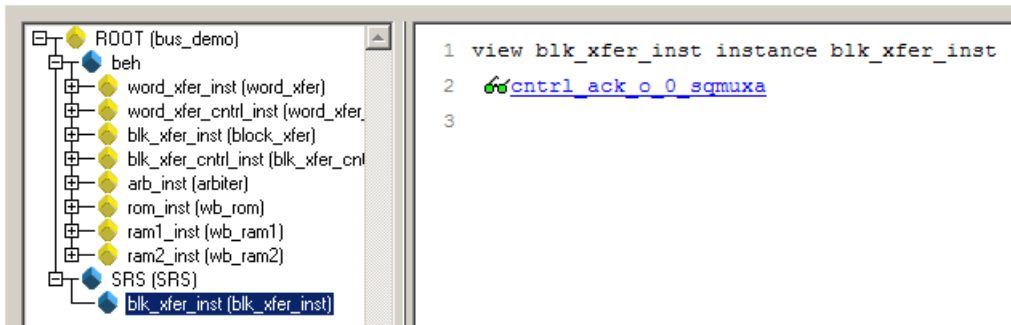 ROOT (bus_demo)
beh
word_xfer_inst (word_xfer)
word_xfer_cntrl_inst (word_xfer_
blk_xfer_inst (block_xfer)
blk_xfer_cntrl_inst (blk_xfer_cnt
arb_inst (arbiter)
rom_inst (wb_rom)
ram1_inst (wb_ram1)
ram2_inst (wb_ram2)
SRS (SRS)
blk_xfer_inst (blk_xfer_inst)
1 view blk_xfer_inst instance blk_xfer_inst
2 cntrl_ack_o_0_sqmuxa
3